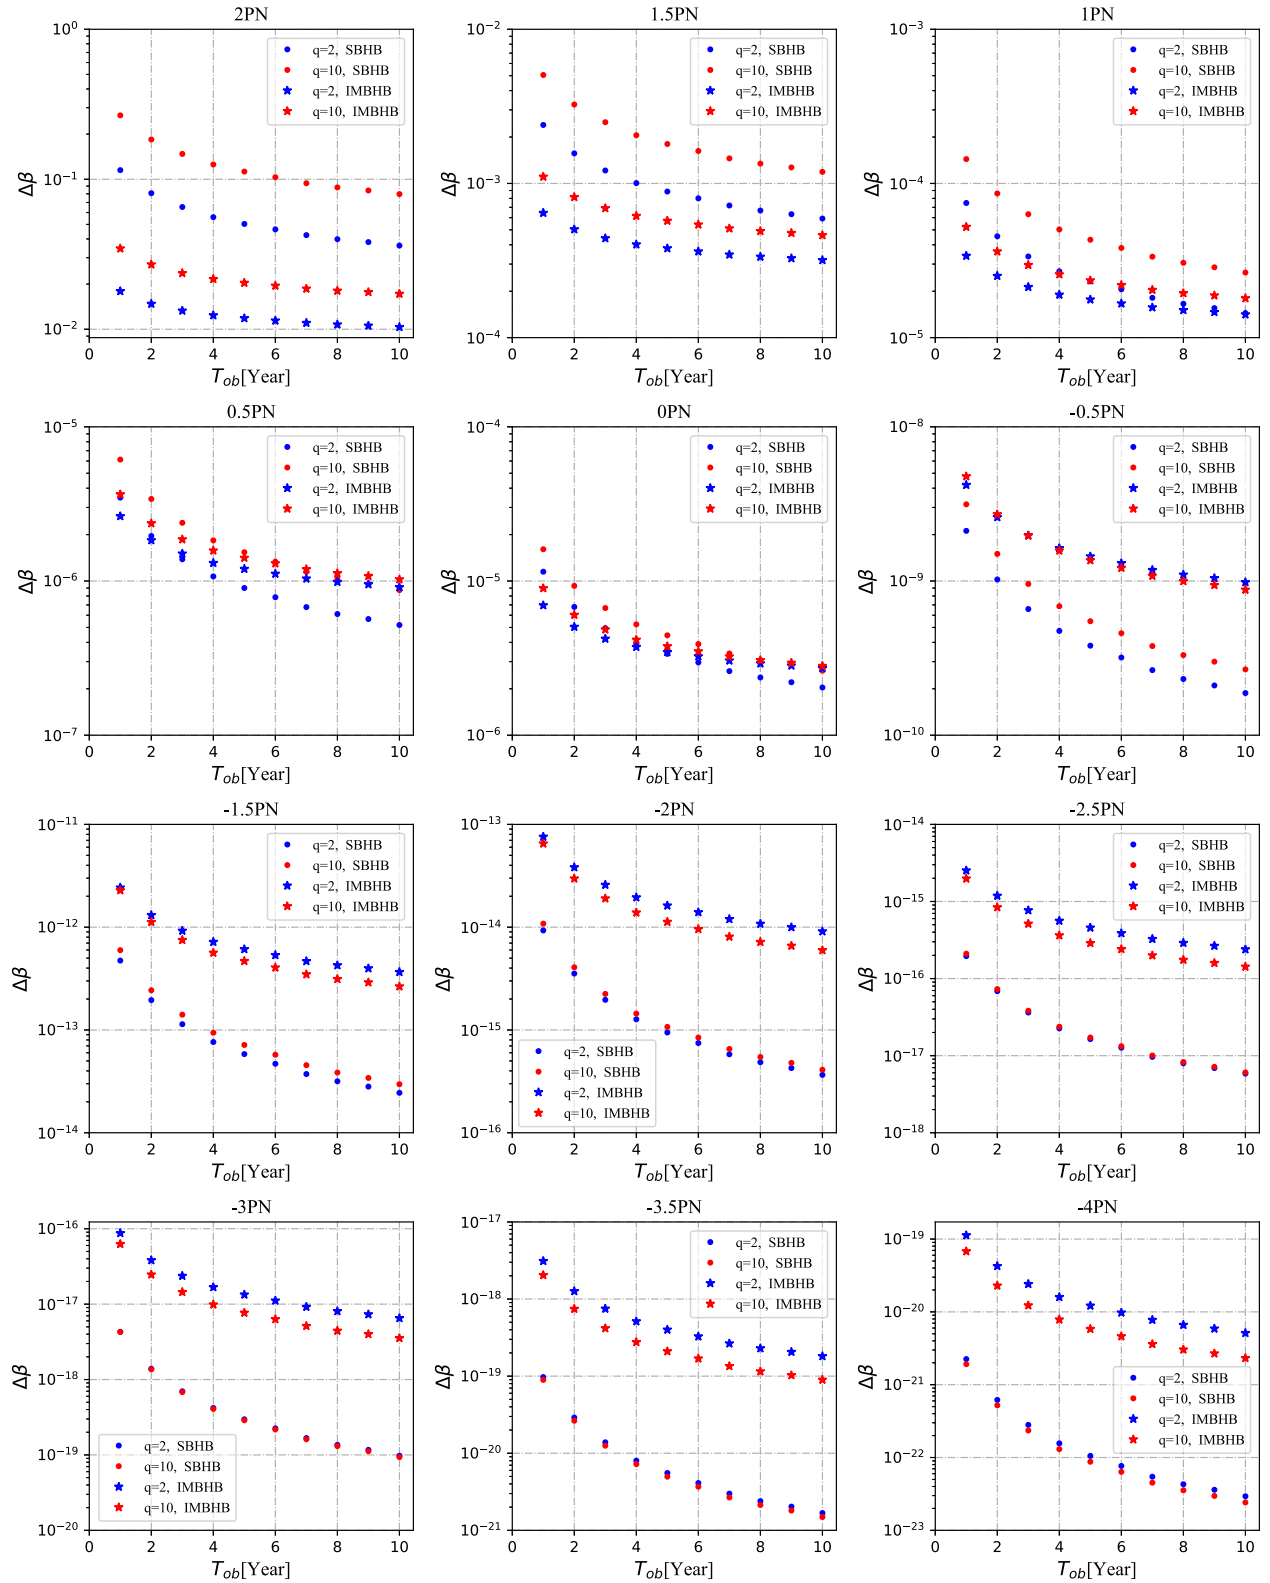 2PN
10⁰
10⁻¹
10⁻²
Δβ
q=2, SBHB
q=10, SBHB
q=2, IMBHB
q=10, IMBHB
0 2 4 6 8 10
T_ob[Year]
1.5PN
10⁻²
10⁻³
10⁻⁴
Δβ
q=2, SBHB
q=10, SBHB
q=2, IMBHB
q=10, IMBHB
0 2 4 6 8 10
T_ob[Year]
1PN
10⁻³
10⁻⁴
10⁻⁵
Δβ
q=2, SBHB
q=10, SBHB
q=2, IMBHB
q=10, IMBHB
0 2 4 6 8 10
T_ob[Year]
0.5PN
10⁻⁵
10⁻⁶
10⁻⁷
Δβ
q=2, SBHB
q=10, SBHB
q=2, IMBHB
q=10, IMBHB
0 2 4 6 8 10
T_ob[Year]
0PN
10⁻⁴
10⁻⁵
10⁻⁶
Δβ
q=2, SBHB
q=10, SBHB
q=2, IMBHB
q=10, IMBHB
0 2 4 6 8 10
T_ob[Year]
-0.5PN
10⁻⁸
10⁻⁹
10⁻¹⁰
Δβ
q=2, SBHB
q=10, SBHB
q=2, IMBHB
q=10, IMBHB
0 2 4 6 8 10
T_ob[Year]
-1.5PN
10⁻¹¹
10⁻¹²
10⁻¹³
10⁻¹⁴
Δβ
q=2, SBHB
q=10, SBHB
q=2, IMBHB
q=10, IMBHB
0 2 4 6 8 10
T_ob[Year]
-2PN
10⁻¹³
10⁻¹⁴
10⁻¹⁵
10⁻¹⁶
Δβ
q=2, SBHB
q=10, SBHB
q=2, IMBHB
q=10, IMBHB
0 2 4 6 8 10
T_ob[Year]
-2.5PN
10⁻¹⁴
10⁻¹⁵
10⁻¹⁶
10⁻¹⁷
10⁻¹⁸
Δβ
q=2, SBHB
q=10, SBHB
q=2, IMBHB
q=10, IMBHB
0 2 4 6 8 10
T_ob[Year]
-3PN
10⁻¹⁶
10⁻¹⁷
10⁻¹⁸
10⁻¹⁹
10⁻²⁰
Δβ
q=2, SBHB
q=10, SBHB
q=2, IMBHB
q=10, IMBHB
0 2 4 6 8 10
T_ob[Year]
-3.5PN
10⁻¹⁷
10⁻¹⁸
10⁻¹⁹
10⁻²⁰
10⁻²¹
Δβ
q=2, SBHB
q=10, SBHB
q=2, IMBHB
q=10, IMBHB
0 2 4 6 8 10
T_ob[Year]
-4PN
10⁻¹⁹
10⁻²⁰
10⁻²¹
10⁻²²
10⁻²³
Δβ
q=2, SBHB
q=10, SBHB
q=2, IMBHB
q=10, IMBHB
0 2 4 6 8 10
T_ob[Year]